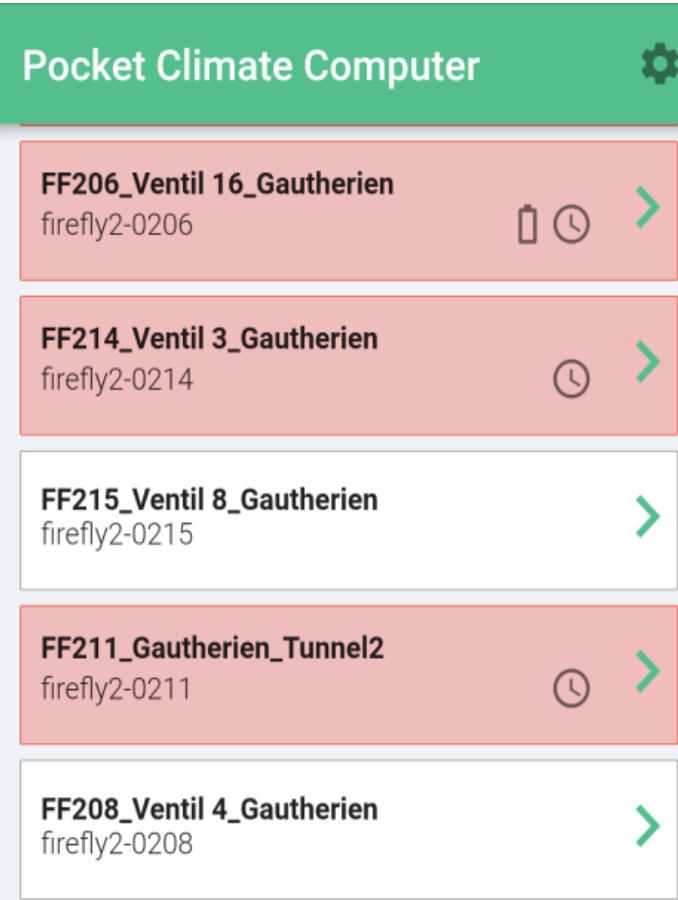 Pocket Climate Computer
FF206_Ventil 16_Gautherien
firefly2-0206
FF214_Ventil 3_Gautherien
firefly2-0214
FF215_Ventil 8_Gautherien
firefly2-0215
FF211_Gautherien_Tunnel2
firefly2-0211
FF208_Ventil 4_Gautherien
firefly2-0208